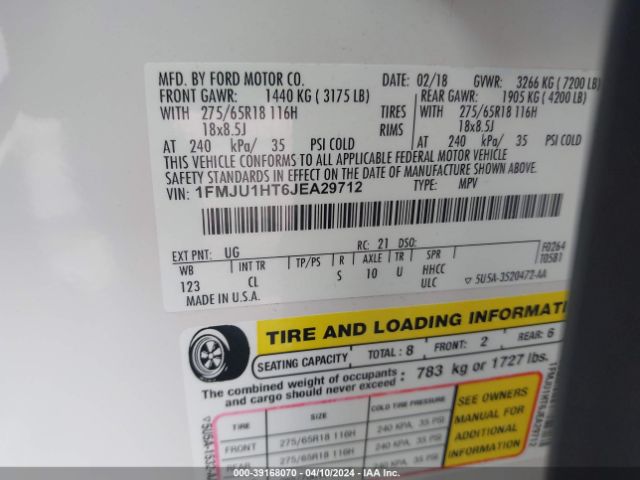 MFD. BY FORD MOTOR CO. DATE: 02/18 GVWR: 3266 KG (7200 LB)
FRONT GAWR: 1440 KG (3175 LB) REAR GAWR: 1905 KG (4200 LB)
WITH 275/65R18 116H TIRES WITH 275/65R18 116H
18x8.5J RIMS 18x8.5J
AT 240 kPa/ 35 PSI COLD AT 240 kPa/ 35 PSI COLD
THIS VEHICLE CONFORMS TO ALL APPLICABLE FEDERAL MOTOR VEHICLE
SAFETY STANDARDS IN EFFECT ON THE DATE OF MANUFACTURE SHOWN ABOVE.
VIN: 1FMJU1HT6JEA29712 TYPE: MPV
EXT PNT: UG RC: 21 DSO: F0264
WB INT TR TP/PS R AXLE TR SPR T0581
123 CL S 10 U HHCC
ULC
MADE IN U.S.A. ▽ 5U5A-3520472-AA
TIRE AND LOADING INFORMATI
SEATING CAPACITY TOTAL: 8 FRONT: 2 REAR: 6
The combined weight of occupants and cargo should never exceed : 783 kg or 1727 lbs.
TIRE SIZE COLD TIRE PRESSURE
FRONT 275/65R18 116H 240 KPA, 35 PSI
REAR 275/65R18 116H 240 KPA, 35 PSI
SEE OWNERS
MANUAL FOR
ADDITIONAL
INFORMATION
1FMJU1HT6JEA29712
IAA 000-39168070 - 04/10/2024 - copart.com